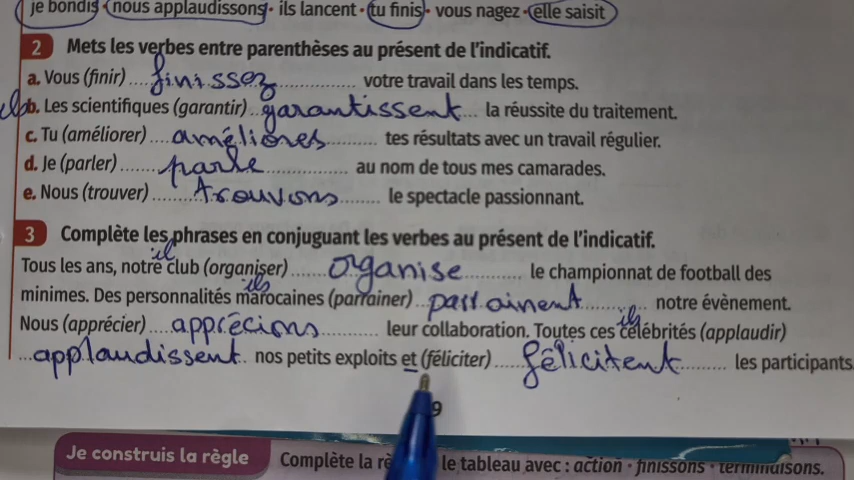 je bondis • nous applaudissons • ils lancent • tu finis • vous nagez • elle saisit
2 Mets les verbes entre parenthèses au présent de l'indicatif.
a. Vous (finir) ....finissez.............. votre travail dans les temps.
ils b. Les scientifiques (garantir) ..garantissent... la réussite du traitement.
c. Tu (améliorer) ....améliores.......... tes résultats avec un travail régulier.
d. Je (parler) .......parle................ au nom de tous mes camarades.
e. Nous (trouver) .........trouvons........ le spectacle passionnant.
3 Complète les phrases en conjuguant les verbes au présent de l'indicatif.
il
Tous les ans, notre club (organiser) ......organise............ le championnat de football des
ils
minimes. Des personnalités marocaines (parrainer) ..parrainent.......... notre évènement.
ils
Nous (apprécier) ....apprécions............ leur collaboration. Toutes ces célébrités (applaudir)
...applaudissent.. nos petits exploits et (féliciter) ......félicitent......... les participants
9
Je construis la règle
Complète la le tableau avec : action • finissons • terminaisons.